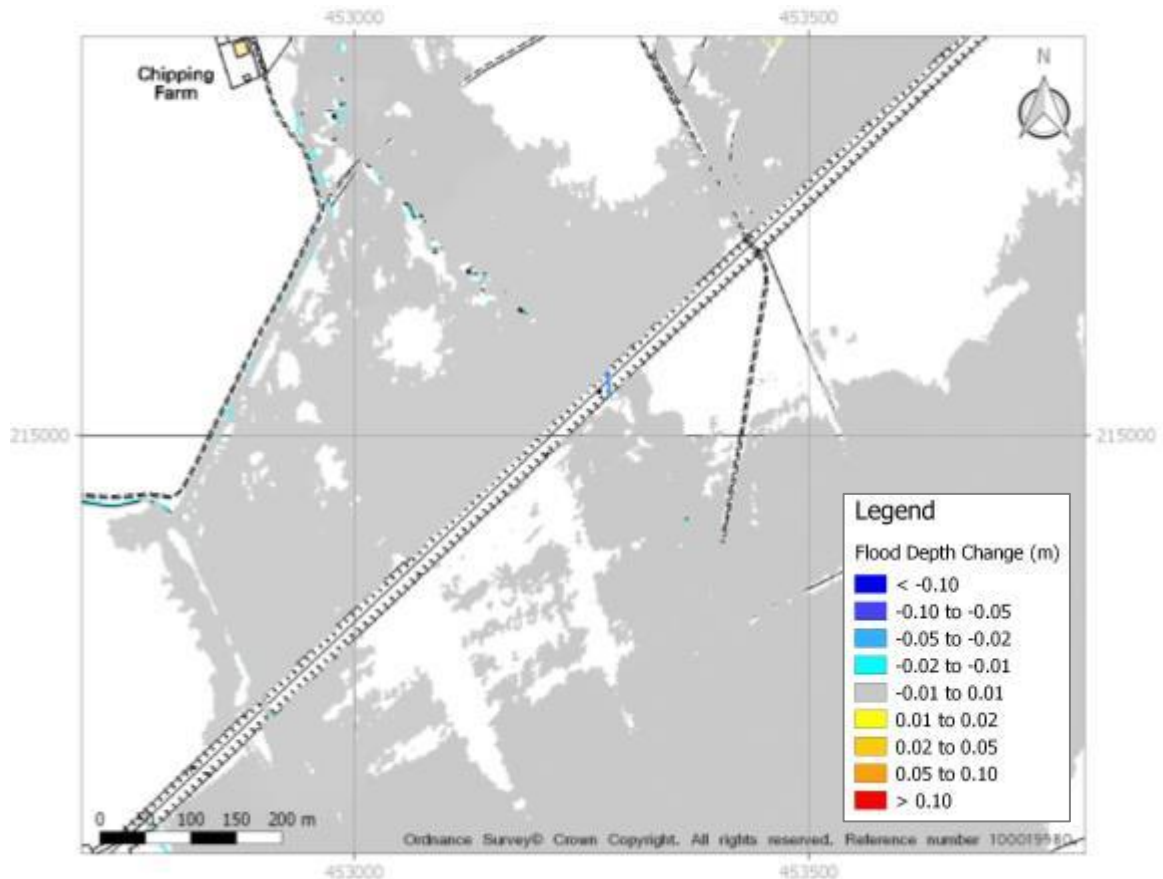 453000
453500
Chipping
Farm
N
215000
215000
Legend
Flood Depth Change (m)
< -0.10
-0.10 to -0.05
-0.05 to -0.02
-0.02 to -0.01
-0.01 to 0.01
0.01 to 0.02
0.02 to 0.05
0.05 to 0.10
> 0.10
0 50 100 150 200 m
Ordnance Survey© Crown Copyright. All rights reserved. Reference number 100019980.
453000
453500